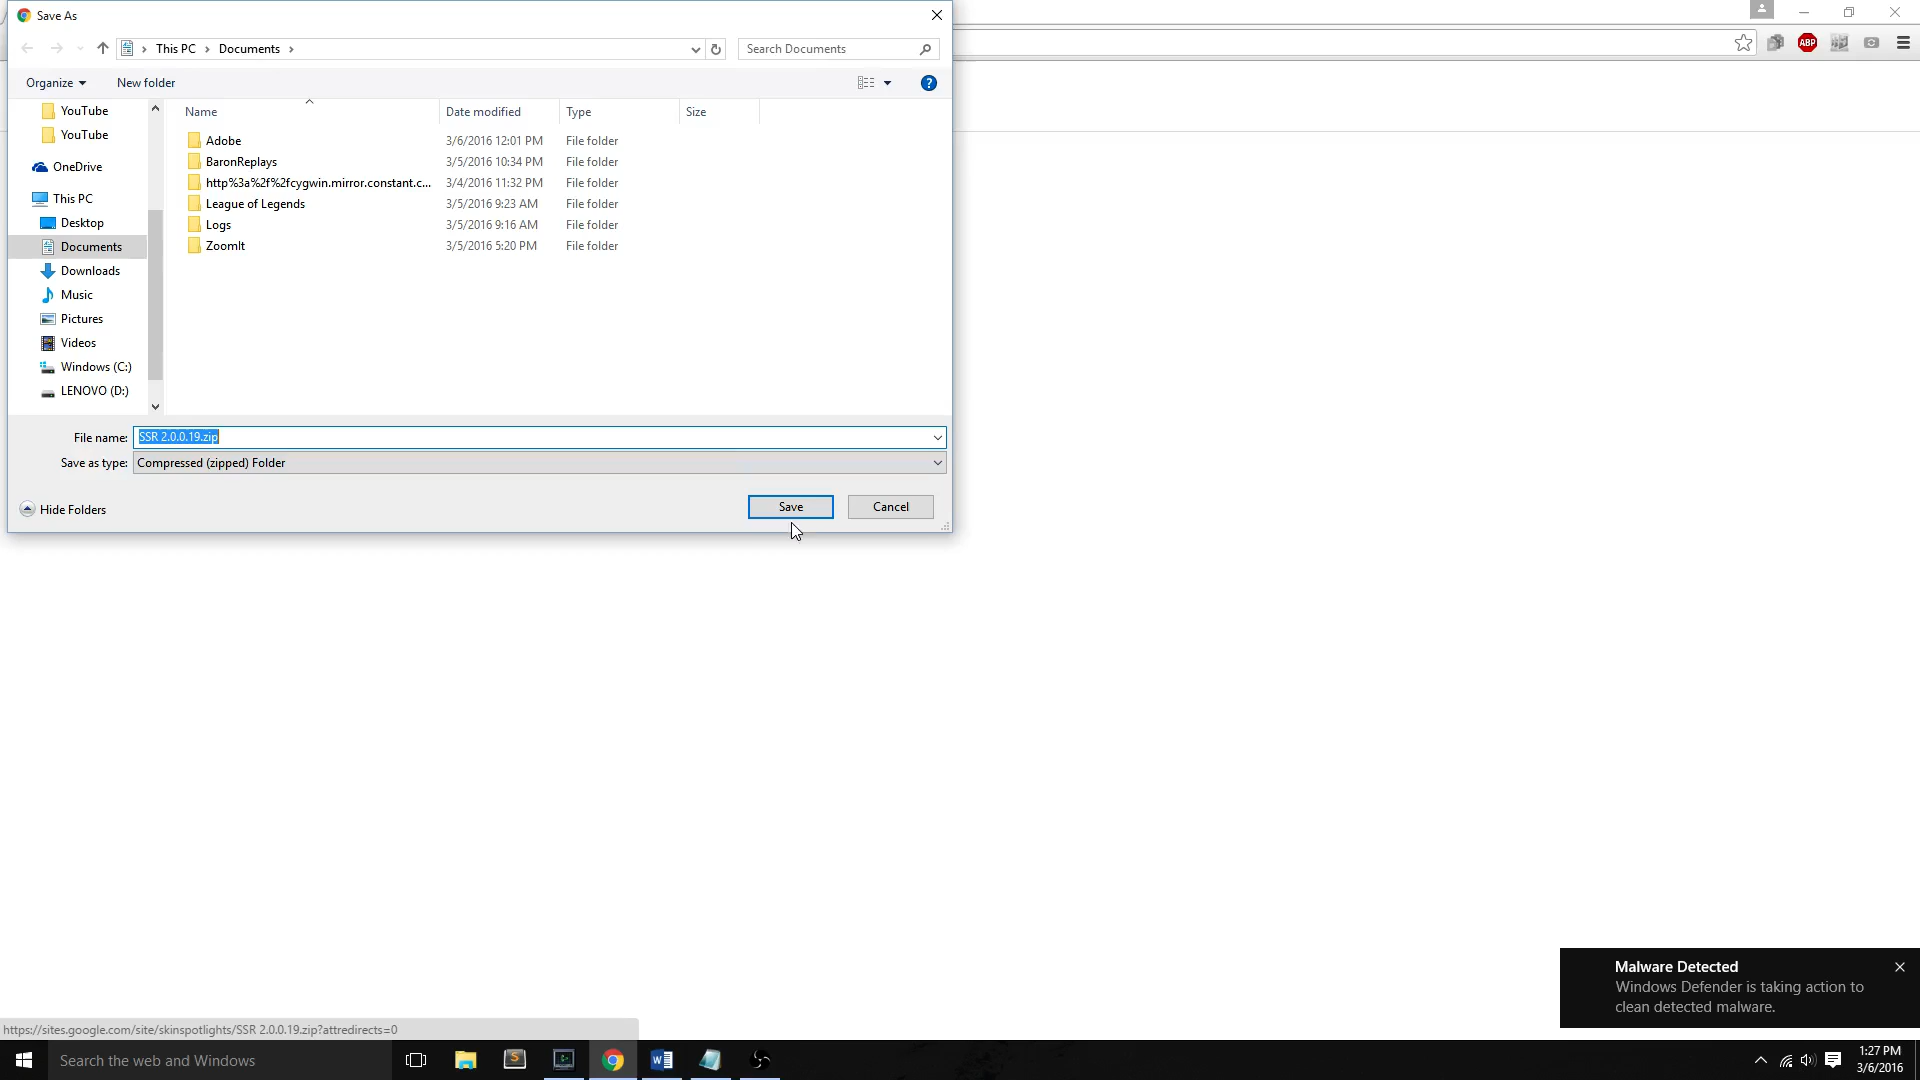 Save As
This PC
Documents
Search Documents
Organize
New folder
?
YouTube
YouTube
OneDrive
This PC
Desktop
Documents
Downloads
Music
Pictures
Videos
Windows (C:)
LENOVO (D:)
Name Date modified Type Size
Adobe 3/6/2016 12:01 PM File folder
BaronReplays 3/5/2016 10:34 PM File folder
http%3a%2f%2fcygwin.mirror.constant.c... 3/4/2016 11:32 PM File folder
League of Legends 3/5/2016 9:23 AM File folder
Logs 3/5/2016 9:16 AM File folder
ZoomIt 3/5/2016 5:20 PM File folder
File name: SSR 2.0.0.19.zip
Save as type: Compressed (zipped) Folder
Hide Folders
Save
Cancel
ABP
Malware Detected
Windows Defender is taking action to
clean detected malware.
https://sites.google.com/site/skinspotlights/SSR 2.0.0.19.zip?attredirects=0
Search the web and Windows
1:27 PM
3/6/2016